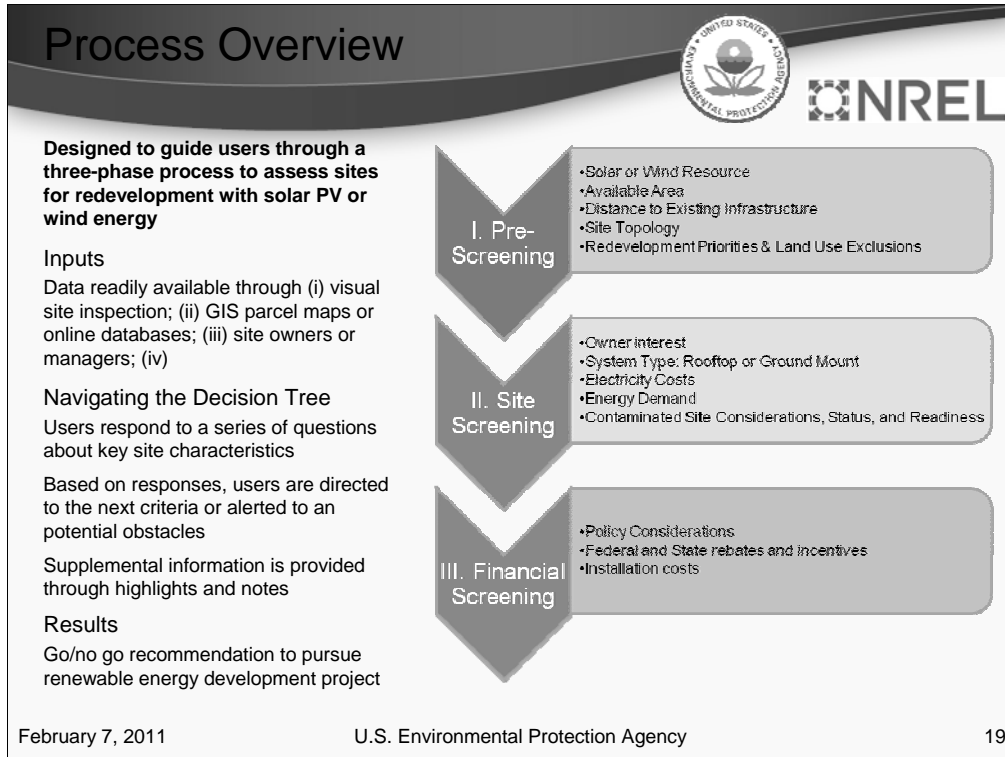 Process Overview
UNITED STATES
ENVIRONMENTAL PROTECTION AGENCY
NREL
Designed to guide users through a
three-phase process to assess sites
for redevelopment with solar PV or
wind energy
Inputs
Data readily available through (i) visual
site inspection; (ii) GIS parcel maps or
online databases; (iii) site owners or
managers; (iv)
Navigating the Decision Tree
Users respond to a series of questions
about key site characteristics
Based on responses, users are directed
to the next criteria or alerted to an
potential obstacles
Supplemental information is provided
through highlights and notes
Results
Go/no go recommendation to pursue
renewable energy development project
I. Pre-
Screening
•Solar or Wind Resource
•Available Area
•Distance to Existing Infrastructure
•Site Topology
•Redevelopment Priorities & Land Use Exclusions
II. Site
Screening
•Owner interest
•System Type: Rooftop or Ground Mount
•Electricity Costs
•Energy Demand
•Contaminated Site Considerations, Status, and Readiness
III. Financial
Screening
•Policy Considerations
•Federal and State rebates and incentives
•Installation costs
February 7, 2011
U.S. Environmental Protection Agency
19